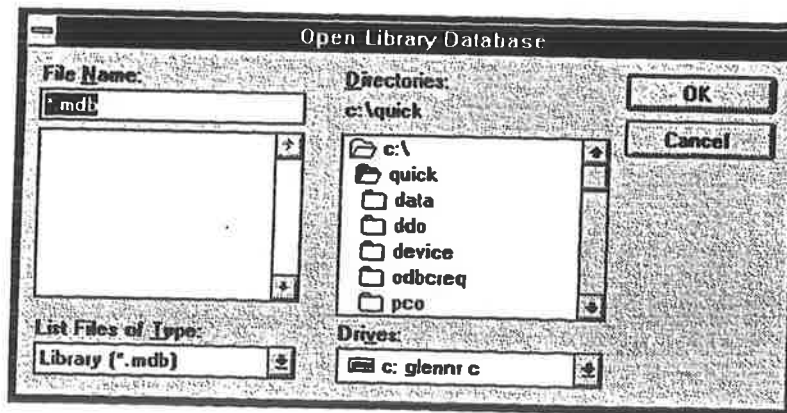 Open Library Database
File Name:
*.mdb
Directories:
c:\quick
c:\
quick
data
ddo
device
odbcreq
pco
OK
Cancel
List Files of Type:
Library (*.mdb)
Drives:
c: glennr c